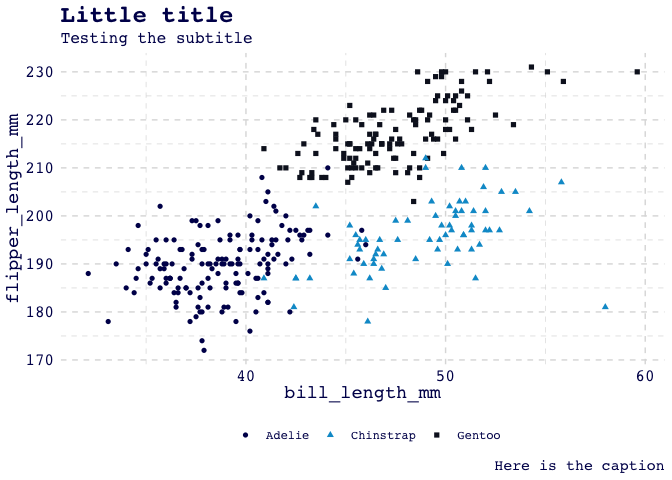 Little title
Testing the subtitle
flipper_length_mm
230
220
210
200
190
180
170
40 50 60
bill_length_mm
Adelie Chinstrap Gentoo
Here is the caption